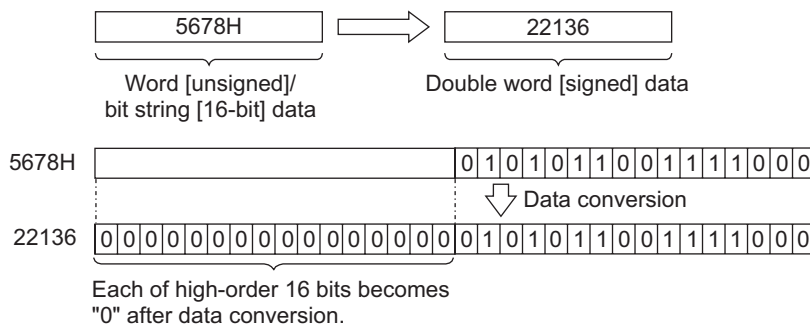 5678H 22136
Word [unsigned]/
bit string [16-bit] data
Double word [signed] data
5678H 0 1 0 1 0 1 1 0 0 1 1 1 1 0 0 0
Data conversion
22136 0 0 0 0 0 0 0 0 0 0 0 0 0 0 0 0 0 1 0 1 0 1 1 0 0 1 1 1 1 0 0 0
Each of high-order 16 bits becomes
"0" after data conversion.